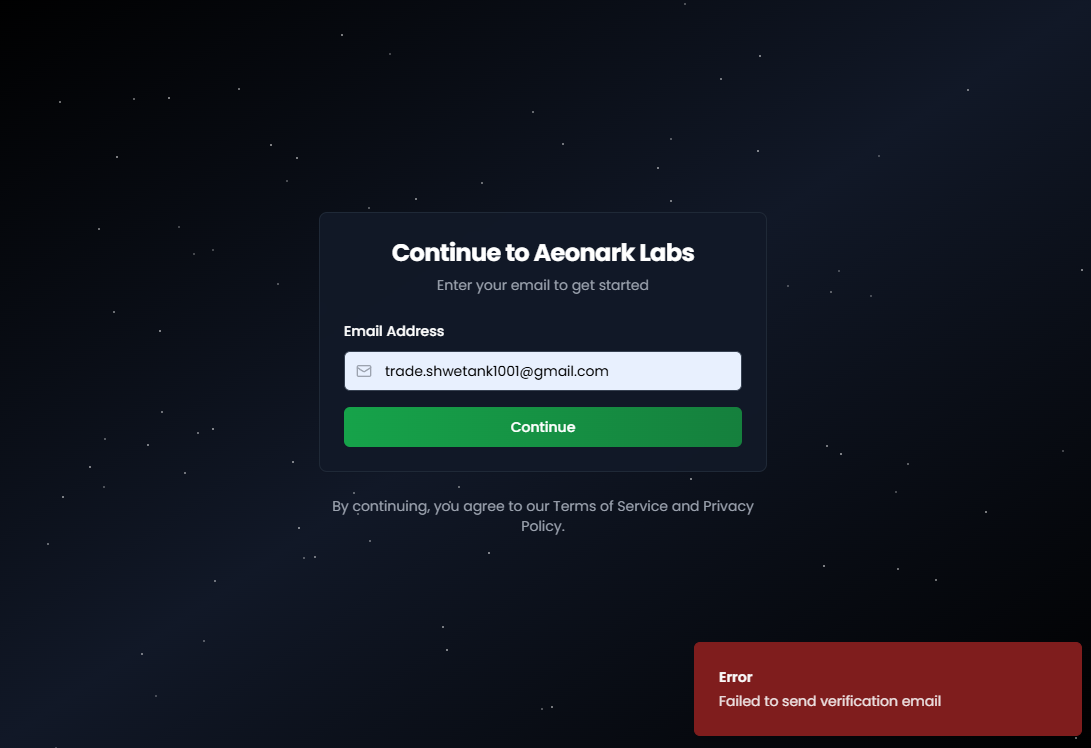 Continue to Aeonark Labs
Enter your email to get started
Email Address
trade.shwetank1001@gmail.com
Continue
By continuing, you agree to our Terms of Service and Privacy
Policy.
Error
Failed to send verification email